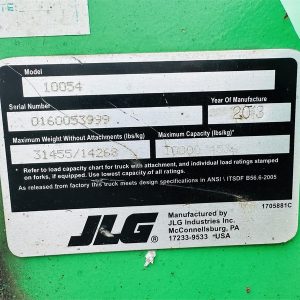 Model
10054
Serial Number
Year Of Manufacture
0160053999
2013
Maximum Weight Without Attachments (lbs/kg)
Maximum Capacity (lbs/kg)
31455/14268
10000
* Refer to load capacity chart for truck with attachment, and individual load ratings stamped
on forks, if equipped. Use lowest capacity of all ratings.
As released from factory this truck meets design specifications in ANSI \ ITSDF B56.6-2005
JLG®
Manufactured by
JLG Industries Inc.
McConnellsburg, PA
17233-9533 USA
1705881C